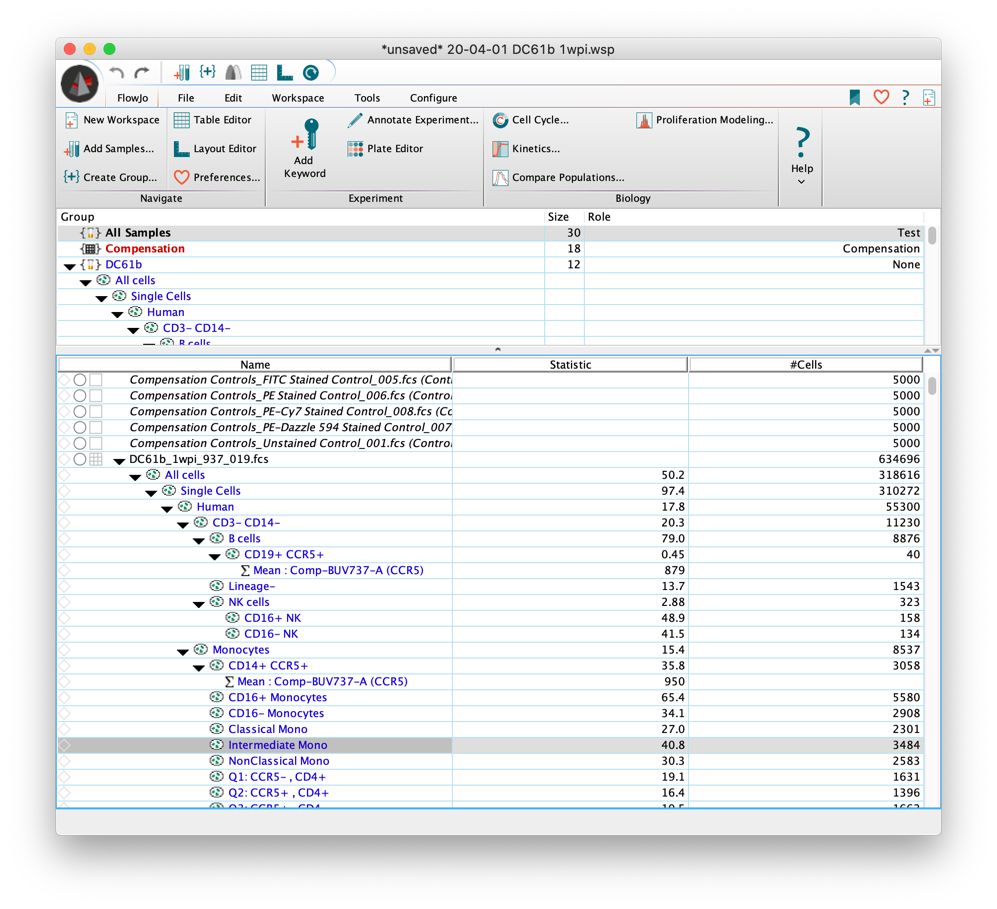 *unsaved* 20-04-01 DC61b 1wpi.wsp
FlowJo File Edit Workspace Tools Configure
New Workspace Table Editor Annotate Experiment... Cell Cycle... Proliferation Modeling...
Add Samples... Layout Editor Add Keyword Plate Editor Kinetics... Help
Create Group... Preferences... Compare Populations...
Navigate Experiment Biology
Group Size Role
All Samples 30 Test
Compensation 18 Compensation
DC61b 12 None
All cells
Single Cells
Human
CD3- CD14-
B cells
Name Statistic #Cells
Compensation Controls_FITC Stained Control_005.fcs (Cont 5000
Compensation Controls_PE Stained Control_006.fcs (Contro 5000
Compensation Controls_PE-Cy7 Stained Control_008.fcs (Cc 5000
Compensation Controls_PE-Dazzle 594 Stained Control_007 5000
Compensation Controls_Unstained Control_001.fcs (Contro 5000
DC61b_1wpi_937_019.fcs 634696
All cells 50.2 318616
Single Cells 97.4 310272
Human 17.8 55300
CD3- CD14- 20.3 11230
B cells 79.0 8876
CD19+ CCR5+ 0.45 40
Σ Mean : Comp-BUV737-A (CCR5) 879
Lineage- 13.7 1543
NK cells 2.88 323
CD16+ NK 48.9 158
CD16- NK 41.5 134
Monocytes 15.4 8537
CD14+ CCR5+ 35.8 3058
Σ Mean : Comp-BUV737-A (CCR5) 950
CD16+ Monocytes 65.4 5580
CD16- Monocytes 34.1 2908
Classical Mono 27.0 2301
Intermediate Mono 40.8 3484
NonClassical Mono 30.3 2583
Q1: CCR5- , CD4+ 19.1 1631
Q2: CCR5+ , CD4+ 16.4 1396
Q3: CCR5+ , CD4- 19.5 1663